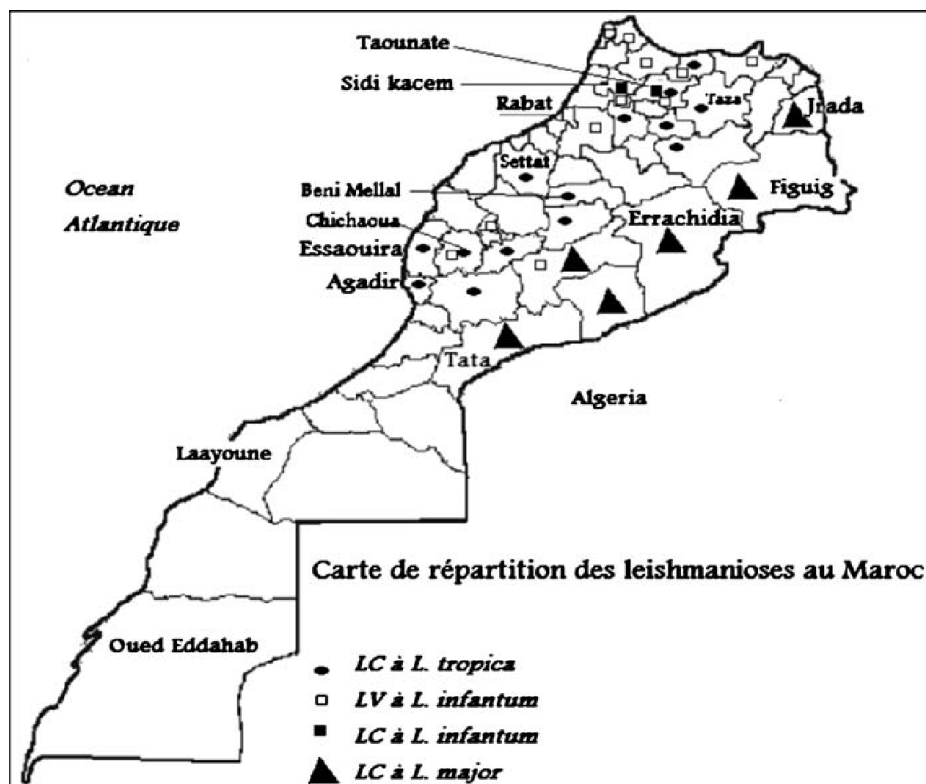 Taounate
Sidi kacem
Rabat
Taza
Jrada
Settat
Ocean
Atlantique
Beni Mellal
Figuig
Chichaoua
Errachidia
Essaouira
Agadir
Tata
Algeria
Laayoune
Carte de répartition des leishmanioses au Maroc
Oued Eddahab
LC à L. tropica
LV à L. infantum
LC à L. infantum
LC à L. major